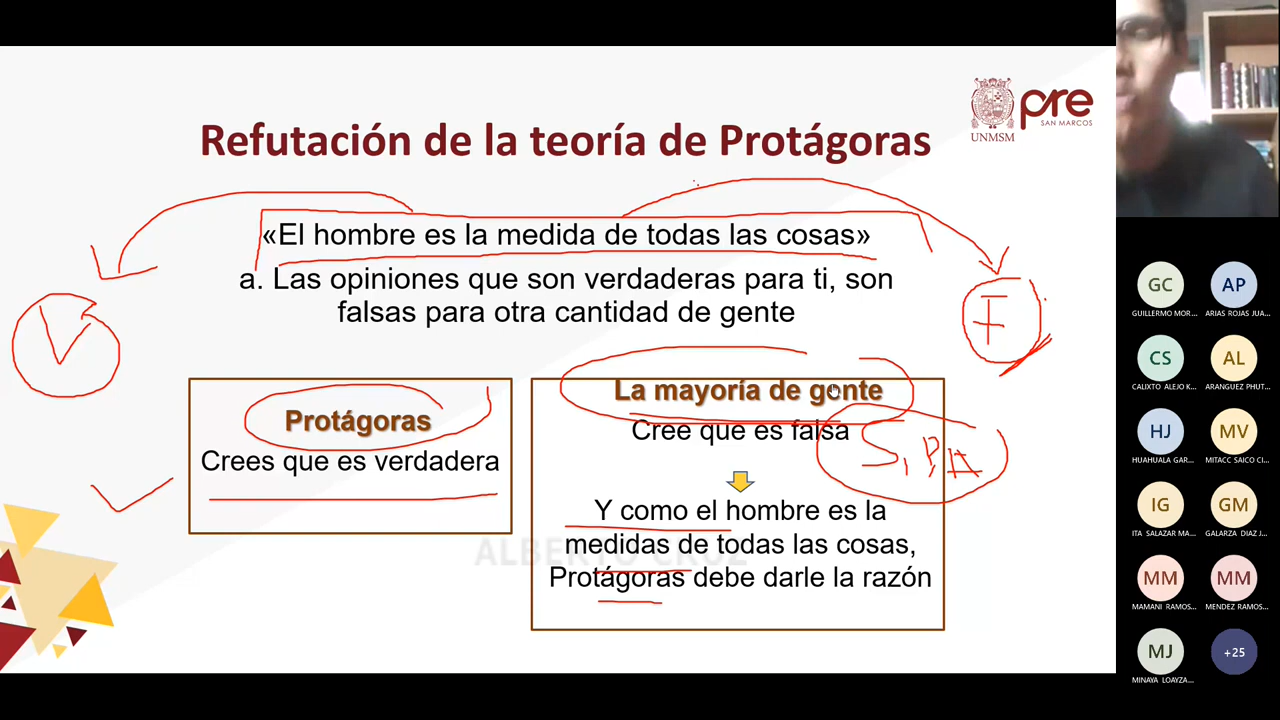 Refutación de la teoría de Protágoras
UNMSM
pre
SAN MARCOS
«El hombre es la medida de todas las cosas»
a. Las opiniones que son verdaderas para ti, son
falsas para otra cantidad de gente
V
F
Protágoras
Crees que es verdadera
La mayoría de gente
Cree que es falsa
S, P, A
Y como el hombre es la
medidas de todas las cosas,
Protágoras debe darle la razón
ALBERTO CRUZ
GC
GUILLERMO MOR...
AP
ARIAS ROJAS JUA...
CS
CALIXTO ALEJO K...
AL
ARANGUEZ PHUT...
HJ
HUAHUALA GAR...
MV
MITACC SAICO CI...
IG
ITA SALAZAR MA...
GM
GALARZA DIAZ J...
MM
MAMANI RAMOS...
MM
MENDEZ RAMOS...
MJ
MINAYA LOAYZA...
+25